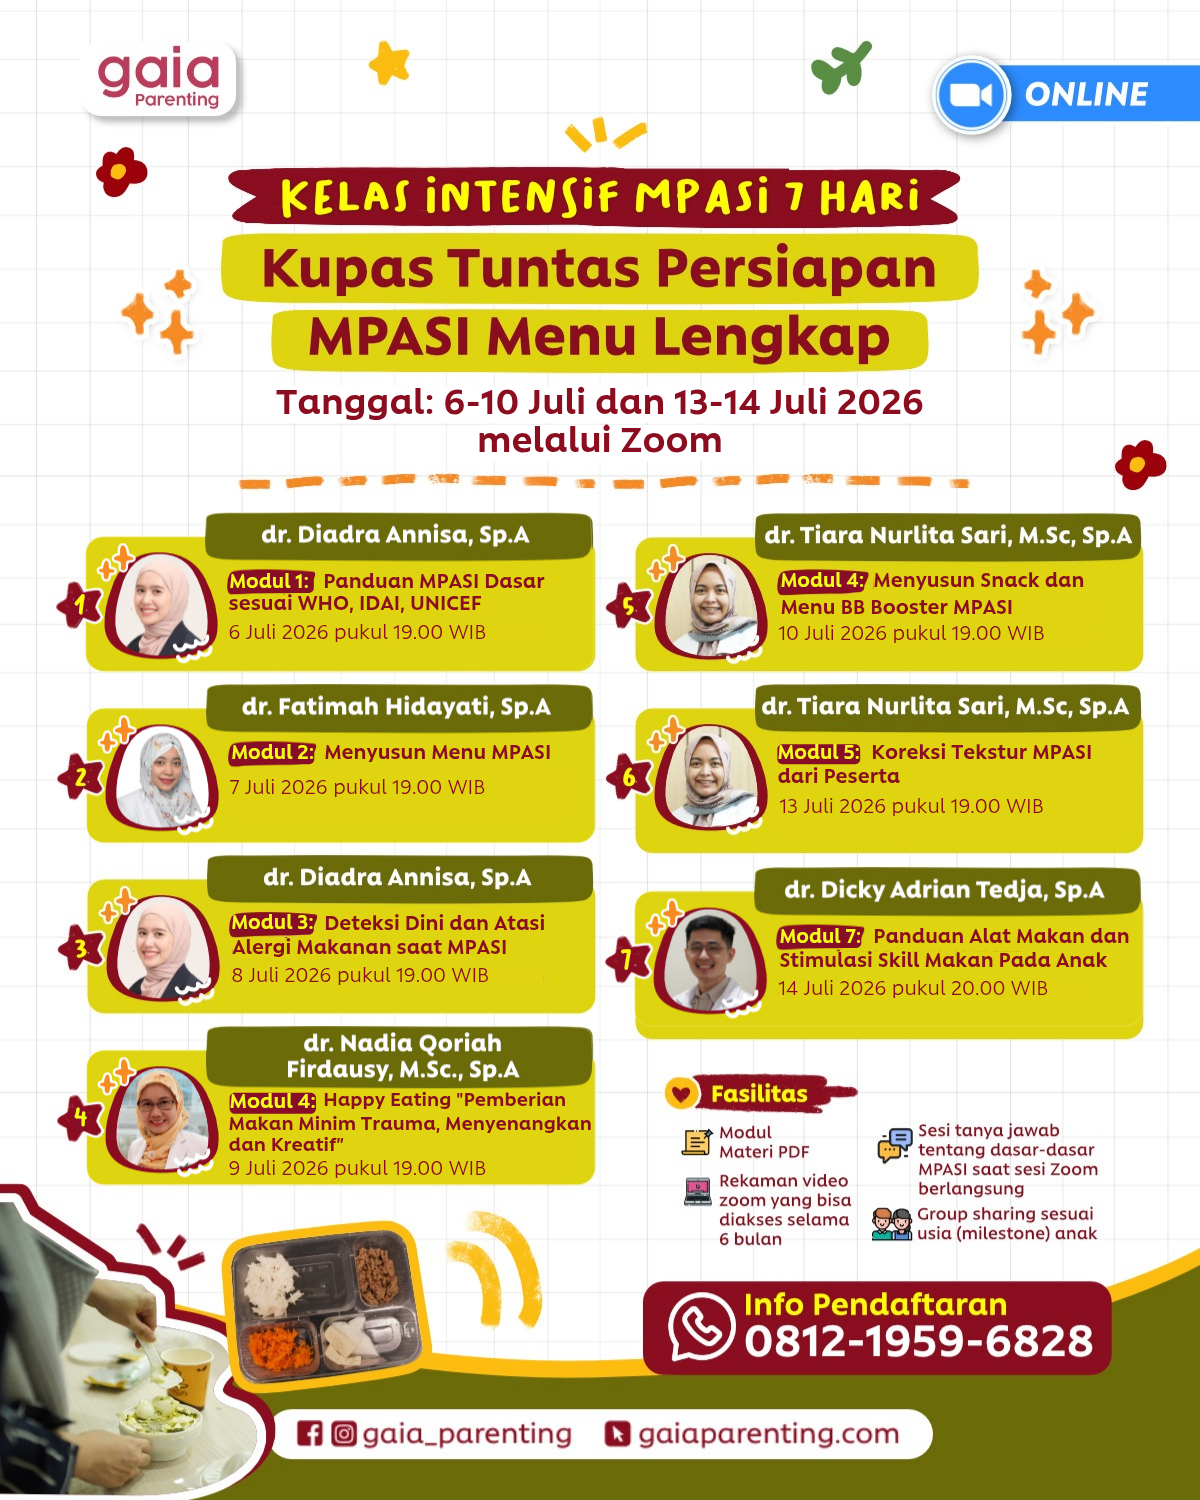 gaia
Parenting
ONLINE
KELAS INTENSIF MPASI 7 HARI
Kupas Tuntas Persiapan
MPASI Menu Lengkap
Tanggal: 6-10 Juli dan 13-14 Juli 2026
melalui Zoom
1
dr. Diadra Annisa, Sp.A
Modul 1: Panduan MPASI Dasar
sesuai WHO, IDAI, UNICEF
6 Juli 2026 pukul 19.00 WIB
2
dr. Fatimah Hidayati, Sp.A
Modul 2: Menyusun Menu MPASI
7 Juli 2026 pukul 19.00 WIB
3
dr. Diadra Annisa, Sp.A
Modul 3: Deteksi Dini dan Atasi
Alergi Makanan saat MPASI
8 Juli 2026 pukul 19.00 WIB
4
dr. Nadia Qoriah
Firdausy, M.Sc., Sp.A
Modul 4: Happy Eating "Pemberian
Makan Minim Trauma, Menyenangkan
dan Kreatif"
9 Juli 2026 pukul 19.00 WIB
5
dr. Tiara Nurlita Sari, M.Sc, Sp.A
Modul 4: Menyusun Snack dan
Menu BB Booster MPASI
10 Juli 2026 pukul 19.00 WIB
6
dr. Tiara Nurlita Sari, M.Sc, Sp.A
Modul 5: Koreksi Tekstur MPASI
dari Peserta
13 Juli 2026 pukul 19.00 WIB
7
dr. Dicky Adrian Tedja, Sp.A
Modul 7: Panduan Alat Makan dan
Stimulasi Skill Makan Pada Anak
14 Juli 2026 pukul 20.00 WIB
Fasilitas
Modul
Materi PDF
Rekaman video
zoom yang bisa
diakses selama
6 bulan
Sesi tanya jawab
tentang dasar-dasar
MPASI saat sesi Zoom
berlangsung
Group sharing sesuai
usia (milestone) anak
Info Pendaftaran
0812-1959-6828
gaia_parenting
gaiaparenting.com